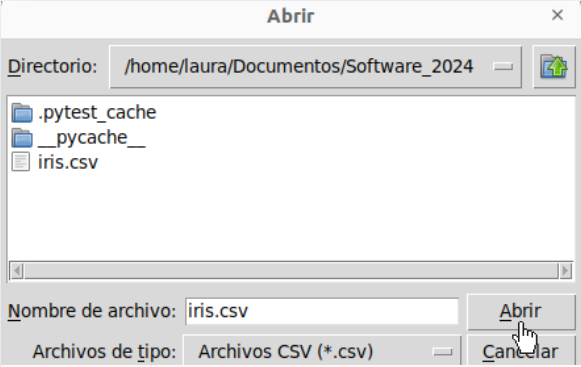 Abrir
Directorio: /home/laura/Documentos/Software_2024
.pytest_cache
__pycache__
iris.csv
Nombre de archivo: iris.csv Abrir
Archivos de tipo: Archivos CSV (*.csv) Cancelar